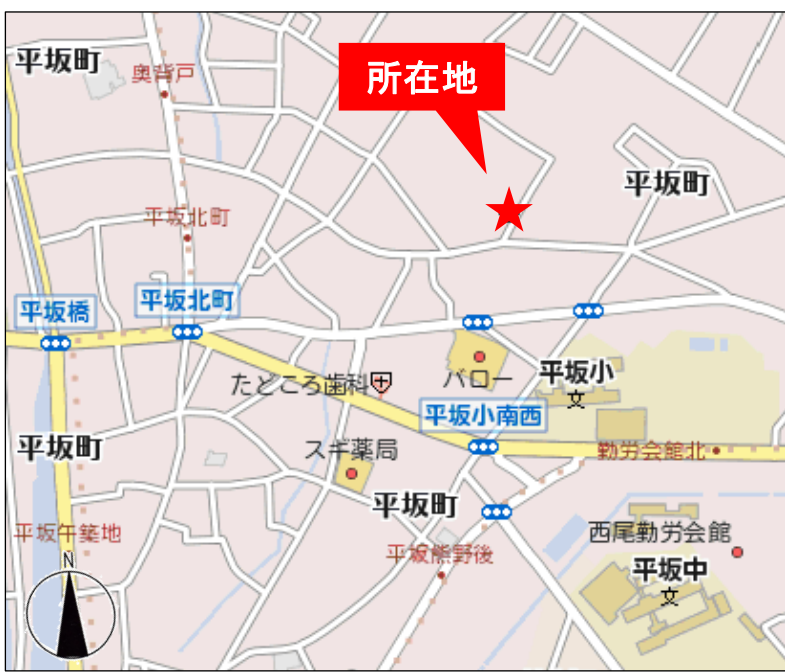 平坂町
奥背戸
所在地
平坂町
平坂北町
平坂北町
平坂橋
たどころ歯科
バロー
平坂小
文
平坂小南西
平坂町
スギ薬局
勤労会館北
平坂町
平坂午築地
西尾勤労会館
平坂熊野後
平坂中
文
N